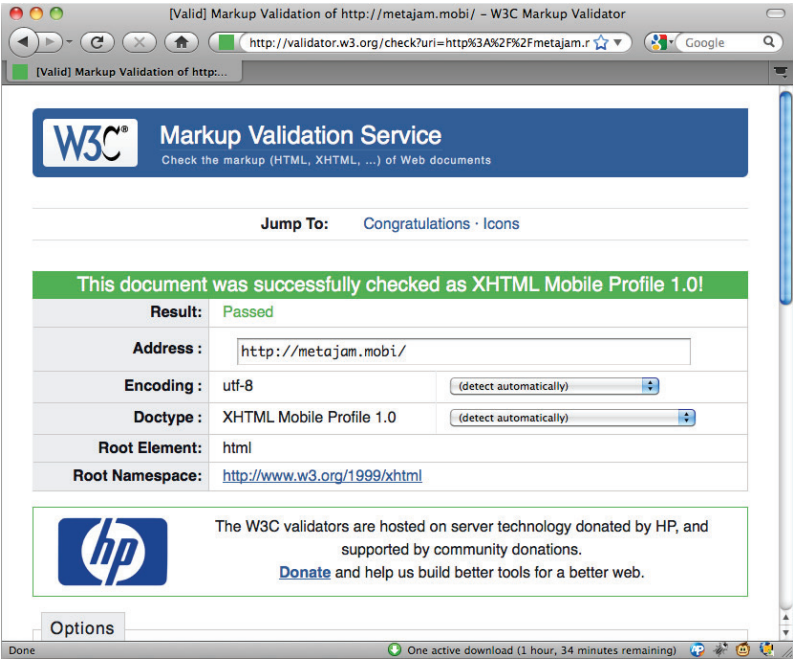 [Valid] Markup Validation of http://metajam.mobi/ – W3C Markup Validator
http://validator.w3.org/check?uri=http%3A%2F%2Fmetajam.r
Google
[Valid] Markup Validation of http:...
W3C®
Markup Validation Service
Check the markup (HTML, XHTML, ...) of Web documents
Jump To: Congratulations · Icons
This document was successfully checked as XHTML Mobile Profile 1.0!
Result: Passed
Address : http://metajam.mobi/
Encoding : utf-8 (detect automatically)
Doctype : XHTML Mobile Profile 1.0 (detect automatically)
Root Element: html
Root Namespace: http://www.w3.org/1999/xhtml
hp
The W3C validators are hosted on server technology donated by HP, and
supported by community donations.
Donate and help us build better tools for a better web.
Options
Done
One active download (1 hour, 34 minutes remaining)